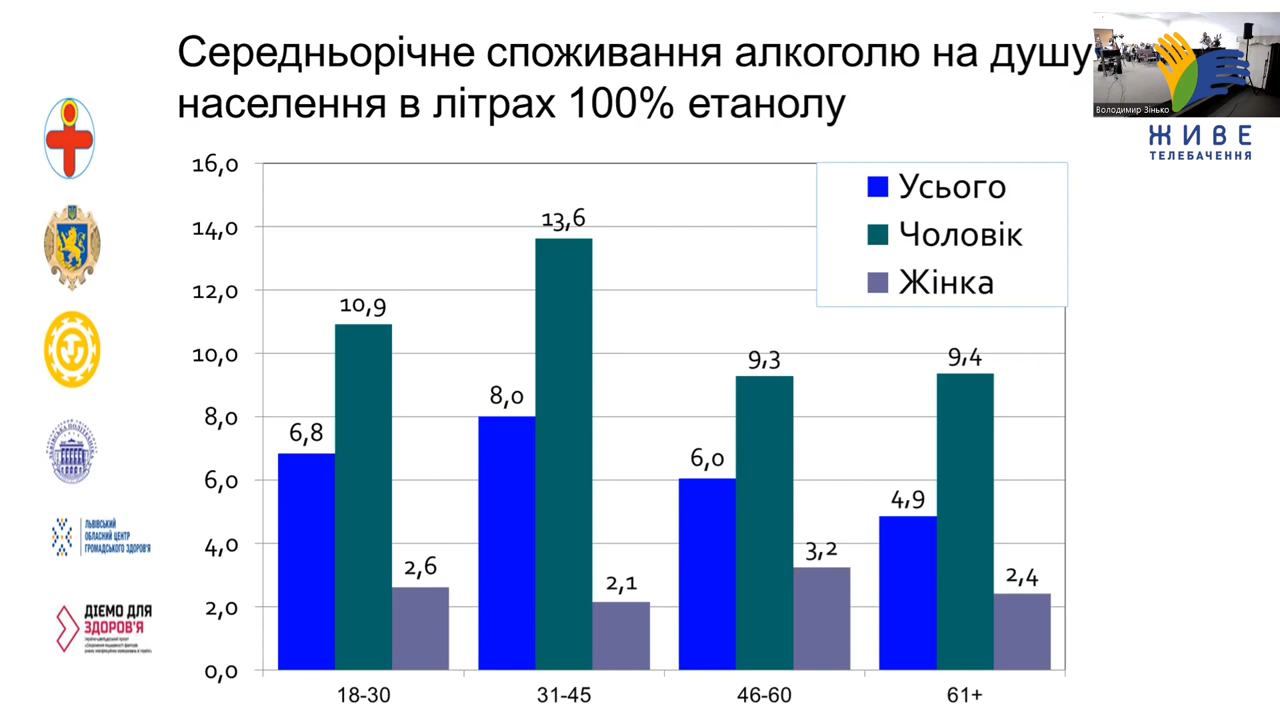 Середньорічне споживання алкоголю на душу
населення в літрах 100% етанолу
Володимир Зінько
ЖИВЕ
ТЕЛЕБАЧЕННЯ
16,0
14,0
12,0
10,0
8,0
6,0
4,0
2,0
0,0
Усього
Чоловік
Жінка
6,8
10,9
2,6
8,0
13,6
2,1
6,0
9,3
3,2
4,9
9,4
2,4
18-30
31-45
46-60
61+
ЛЬВІВСЬКА ПОЛІТЕХНІКА
ЛЬВІВСЬКИЙ
ОБЛАСНИЙ ЦЕНТР
ГРОМАДСЬКОГО ЗДОРОВ'Я
ДІЄМО ДЛЯ
ЗДОРОВ'Я